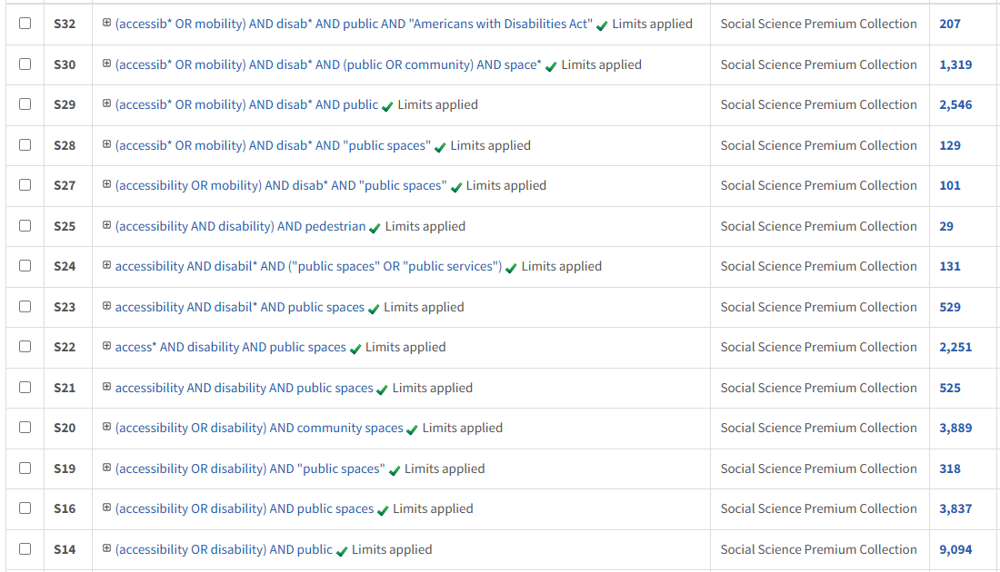 S32 (accessib* OR mobility) AND disab* AND public AND "Americans with Disabilities Act" Limits applied Social Science Premium Collection 207
S30 (accessib* OR mobility) AND disab* AND (public OR community) AND space* Limits applied Social Science Premium Collection 1,319
S29 (accessib* OR mobility) AND disab* AND public Limits applied Social Science Premium Collection 2,546
S28 (accessib* OR mobility) AND disab* AND "public spaces" Limits applied Social Science Premium Collection 129
S27 (accessibility OR mobility) AND disab* AND "public spaces" Limits applied Social Science Premium Collection 101
S25 (accessibility AND disability) AND pedestrian Limits applied Social Science Premium Collection 29
S24 accessibility AND disabil* AND ("public spaces" OR "public services") Limits applied Social Science Premium Collection 131
S23 accessibility AND disabil* AND public spaces Limits applied Social Science Premium Collection 529
S22 access* AND disability AND public spaces Limits applied Social Science Premium Collection 2,251
S21 accessibility AND disability AND public spaces Limits applied Social Science Premium Collection 525
S20 (accessibility OR disability) AND community spaces Limits applied Social Science Premium Collection 3,889
S19 (accessibility OR disability) AND "public spaces" Limits applied Social Science Premium Collection 318
S16 (accessibility OR disability) AND public spaces Limits applied Social Science Premium Collection 3,837
S14 (accessibility OR disability) AND public Limits applied Social Science Premium Collection 9,094